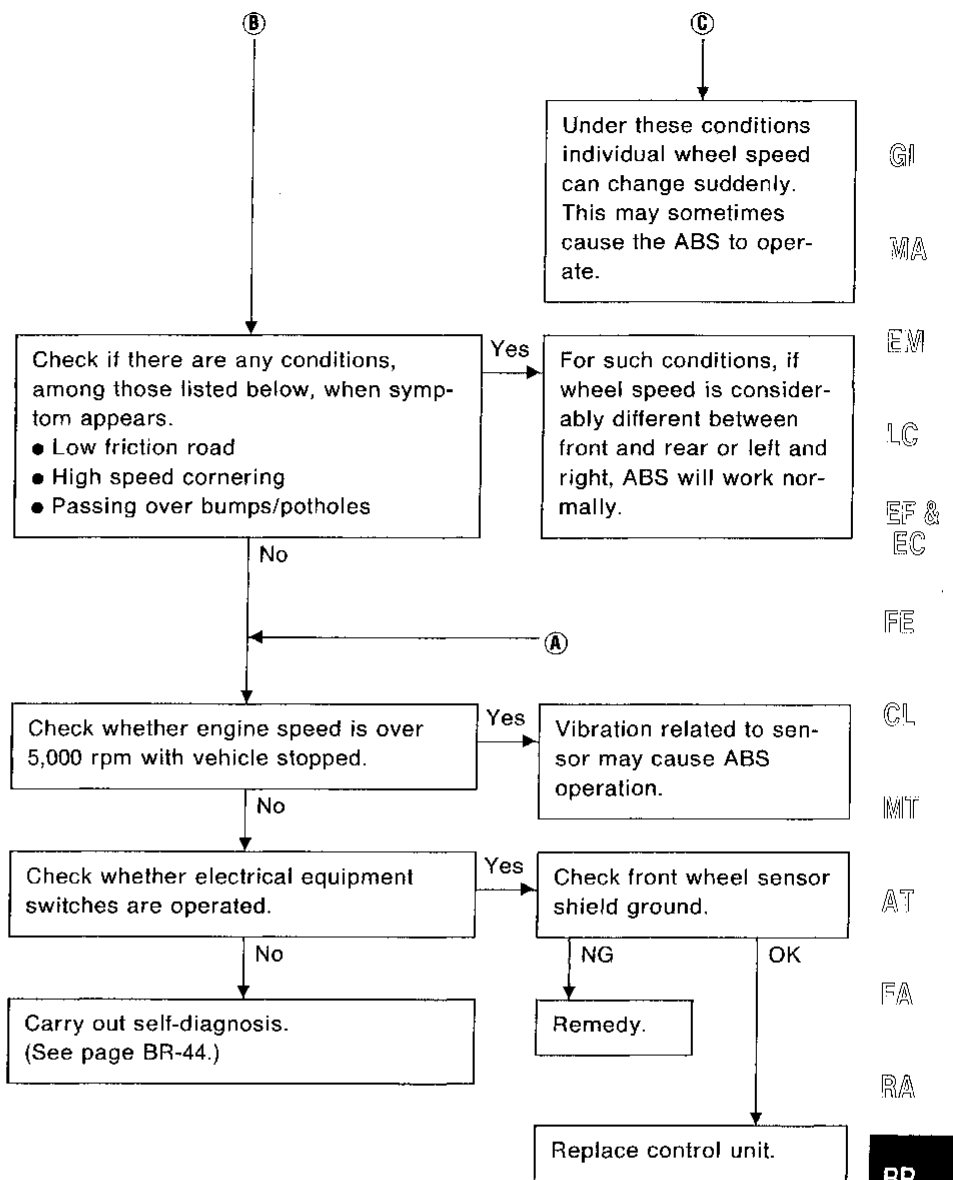 B
C
Under these conditions
individual wheel speed
can change suddenly.
This may sometimes
cause the ABS to oper-
ate.
Check if there are any conditions,
among those listed below, when symp-
tom appears.
● Low friction road
● High speed cornering
● Passing over bumps/potholes
Yes
For such conditions, if
wheel speed is consider-
ably different between
front and rear or left and
right, ABS will work nor-
mally.
No
A
Check whether engine speed is over
5,000 rpm with vehicle stopped.
Yes
Vibration related to sen-
sor may cause ABS
operation.
No
Check whether electrical equipment
switches are operated.
Yes
Check front wheel sensor
shield ground.
No
NG
OK
Carry out self-diagnosis.
(See page BR-44.)
Remedy.
Replace control unit.
GI
MA
EM
LC
EF &
EC
FE
CL
MT
AT
FA
RA
BR